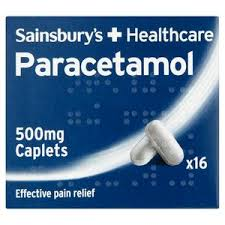 Sainsbury's + Healthcare
Paracetamol
500mg
Caplets
x16
Effective pain relief